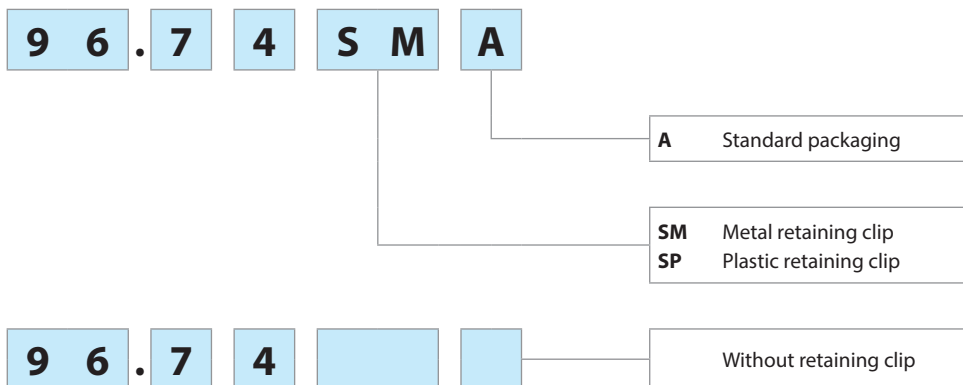 9 6 . 7 4 S M A
A Standard packaging
SM Metal retaining clip
SP Plastic retaining clip
9 6 . 7 4
Without retaining clip